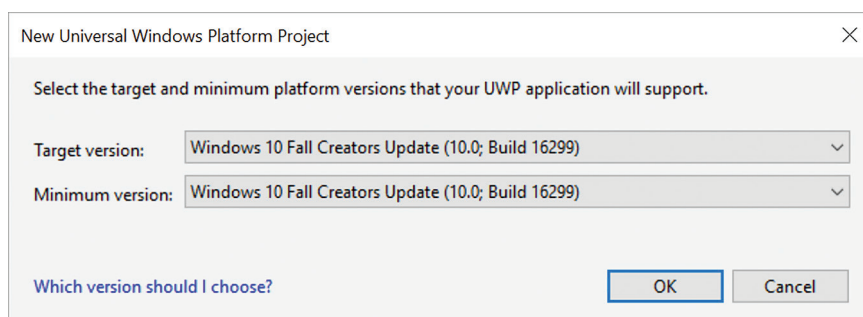 New Universal Windows Platform Project
Select the target and minimum platform versions that your UWP application will support.
Target version: Windows 10 Fall Creators Update (10.0; Build 16299)
Minimum version: Windows 10 Fall Creators Update (10.0; Build 16299)
Which version should I choose? OK Cancel